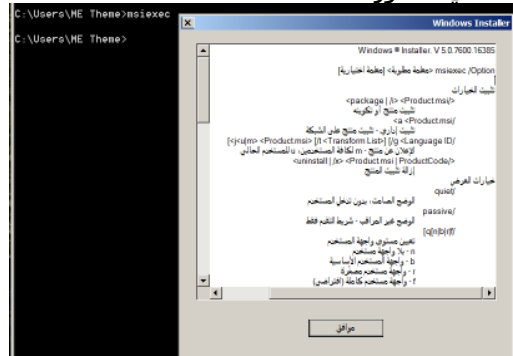 C:\Users\ME Theme>msiexec
C:\Users\ME Theme>
Windows Installer
Windows ® Installer. V 5.0.7600.16385
msiexec /Option <معلمة مطلوبة> [معلمة اختيارية]
تثبيت الخيارات
</package | /i> <Product.msi>
تثبيت منتج أو تكوينه
/a <Product.msi>
تثبيت إداري - تثبيت منتج على الشبكة
/j<u|m> <Product.msi> [/t <Transform List>] [/g <Language ID>]
الإعلان عن منتج - m لكافة المستخدمين، u للمستخدم الحالي
</uninstall | /x> <Product.msi | ProductCode>
إزالة تثبيت المنتج
خيارات العرض
/quiet
الوضع الصامت، بدون تدخل المستخدم
/passive
الوضع غير المراقب - شريط التقدم فقط
/q[n|b|r|f]
تعيين مستوى واجهة المستخدم
n - بلا واجهة مستخدم
b - واجهة المستخدم الأساسية
r - واجهة مستخدم مصغرة
f - واجهة مستخدم كاملة (افتراضي)
موافق